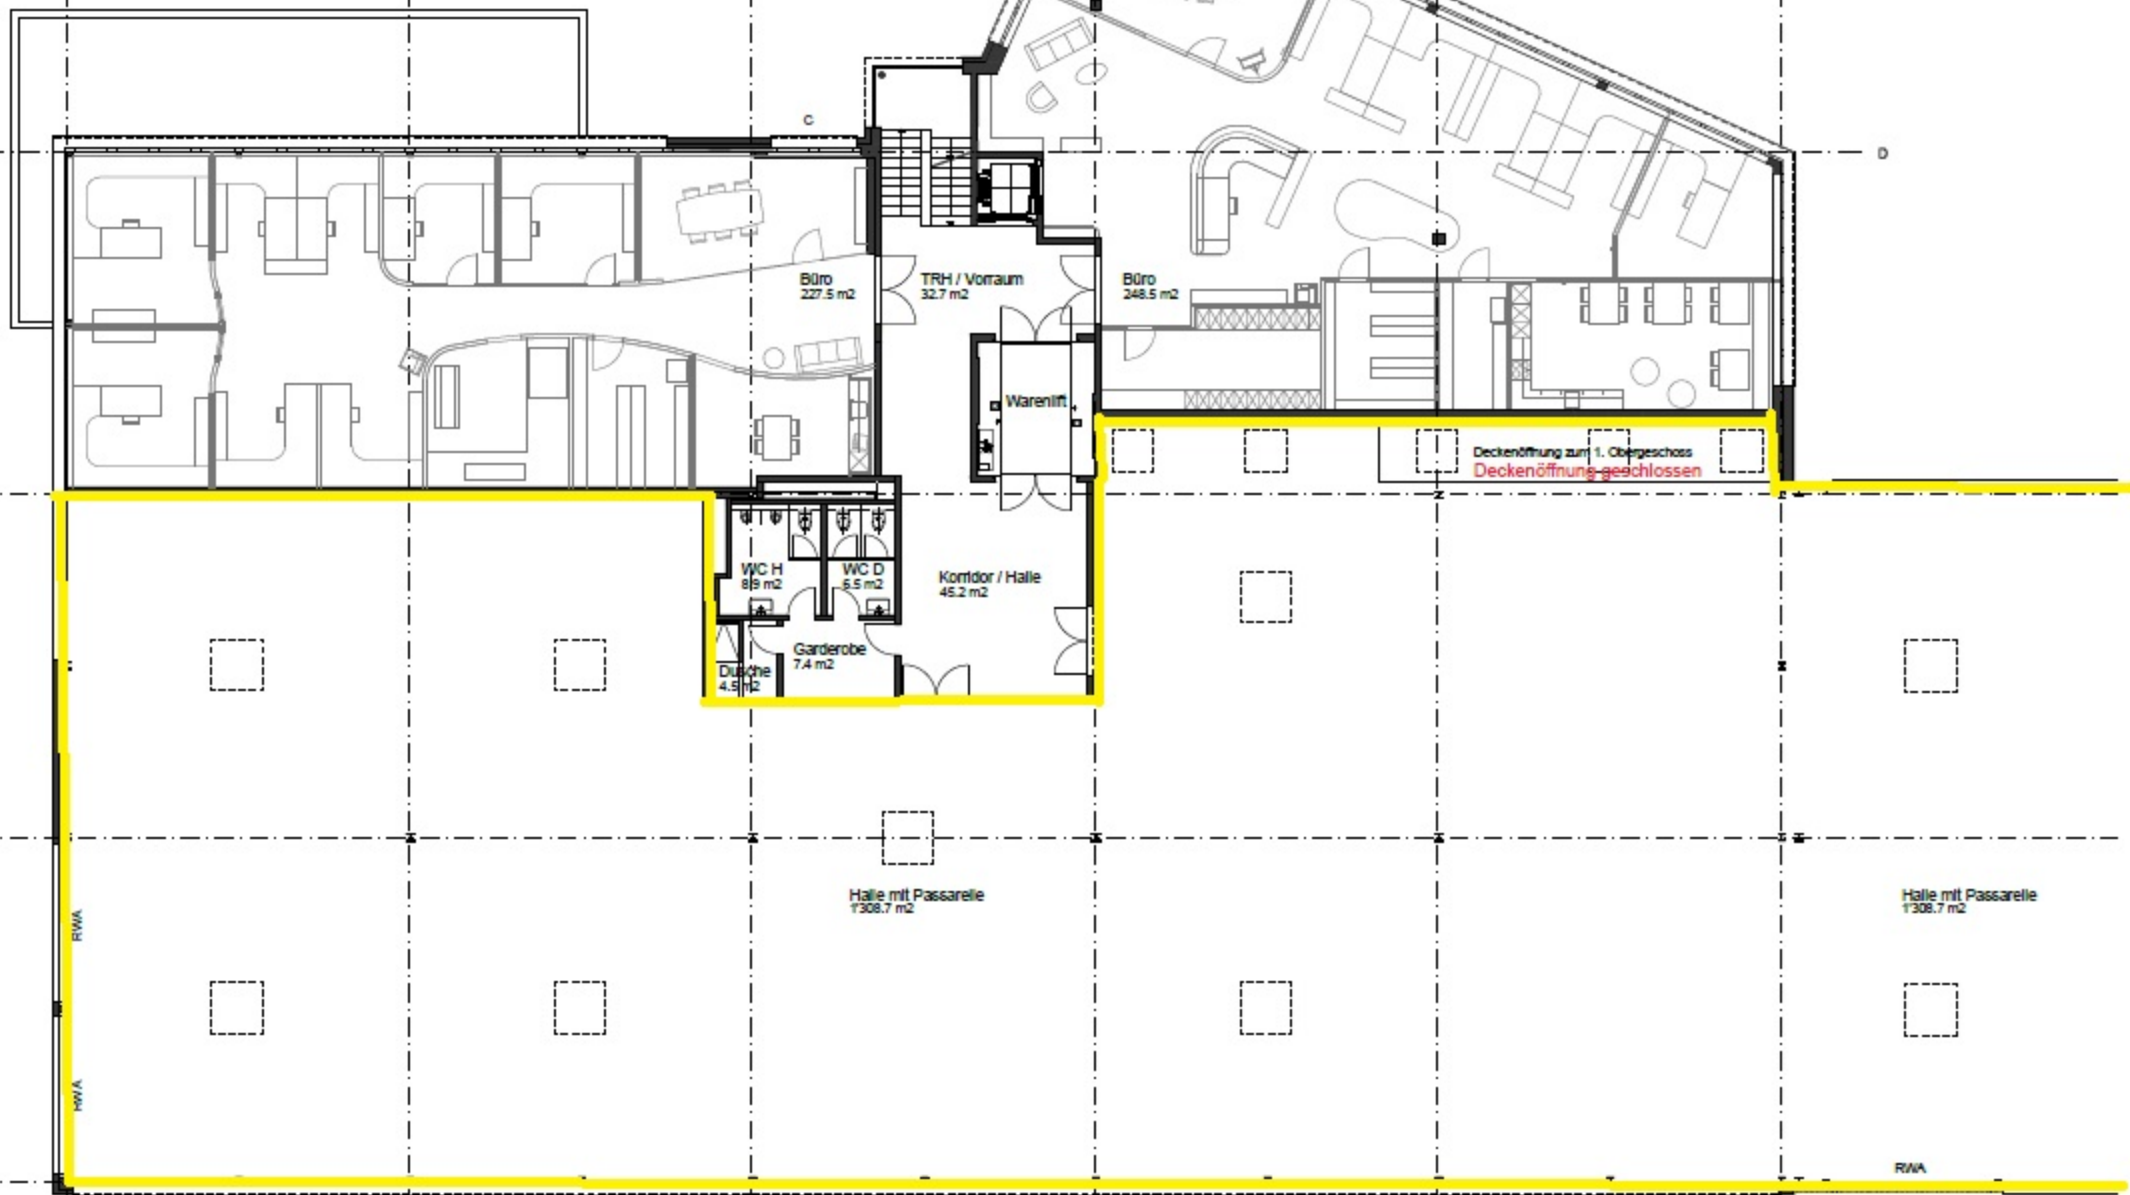 C
D
Büro
227.5 m2
TRH / Vorraum
32.7 m2
Büro
248.5 m2
Warenlift
Deckenöffnung zum 1. Obergeschoss
Deckenöffnung geschlossen
WC H
8.9 m2
WC D
6.5 m2
Korridor / Halle
45.2 m2
Garderobe
7.4 m2
Dusche
4.5 m2
Halle mit Passarelle
1'308.7 m2
Halle mit Passarelle
1'308.7 m2
RWA
RWA
RWA